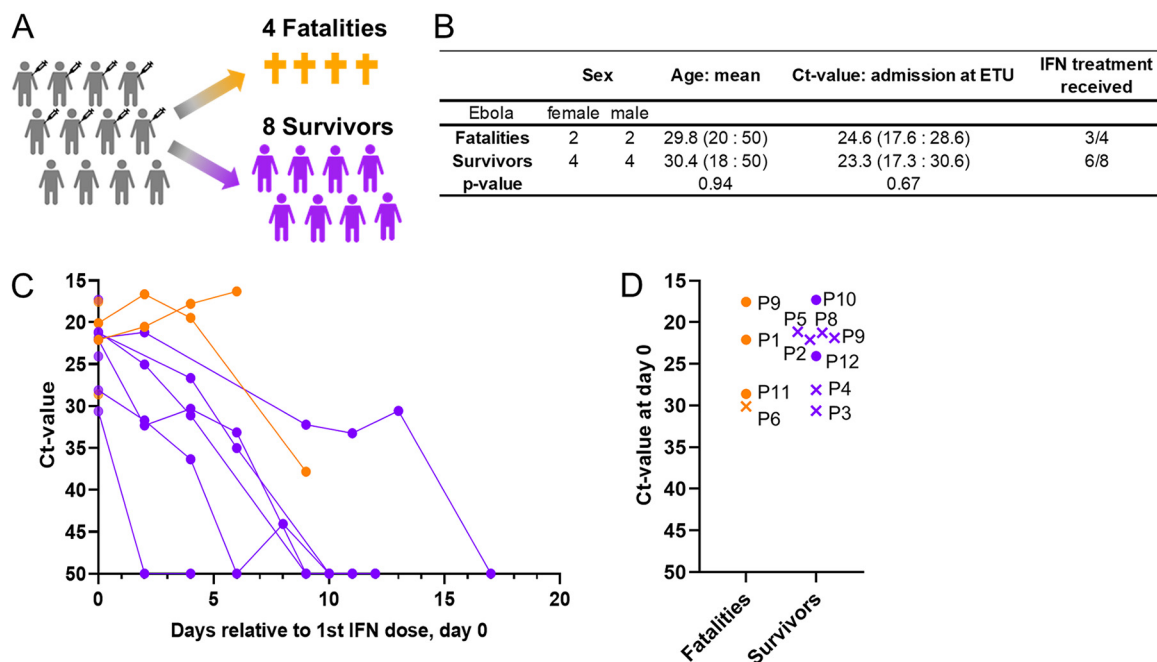 A
4 Fatalities
8 Survivors
B
Sex Age: mean Ct-value: admission at ETU IFN treatment
received
Ebola female male
Fatalities 2 2 29.8 (20 : 50) 24.6 (17.6 : 28.6) 3/4
Survivors 4 4 30.4 (18 : 50) 23.3 (17.3 : 30.6) 6/8
p-value 0.94 0.67
C
Ct-value
15
20
25
30
35
40
45
50
0 5 10 15 20
Days relative to 1st IFN dose, day 0
D
Ct-value at day 0
15
20
25
30
35
40
45
50
P9
P1
P11
P6
P10
P5 P8
P9
P2
P12
P4
P3
Fatalities
Survivors